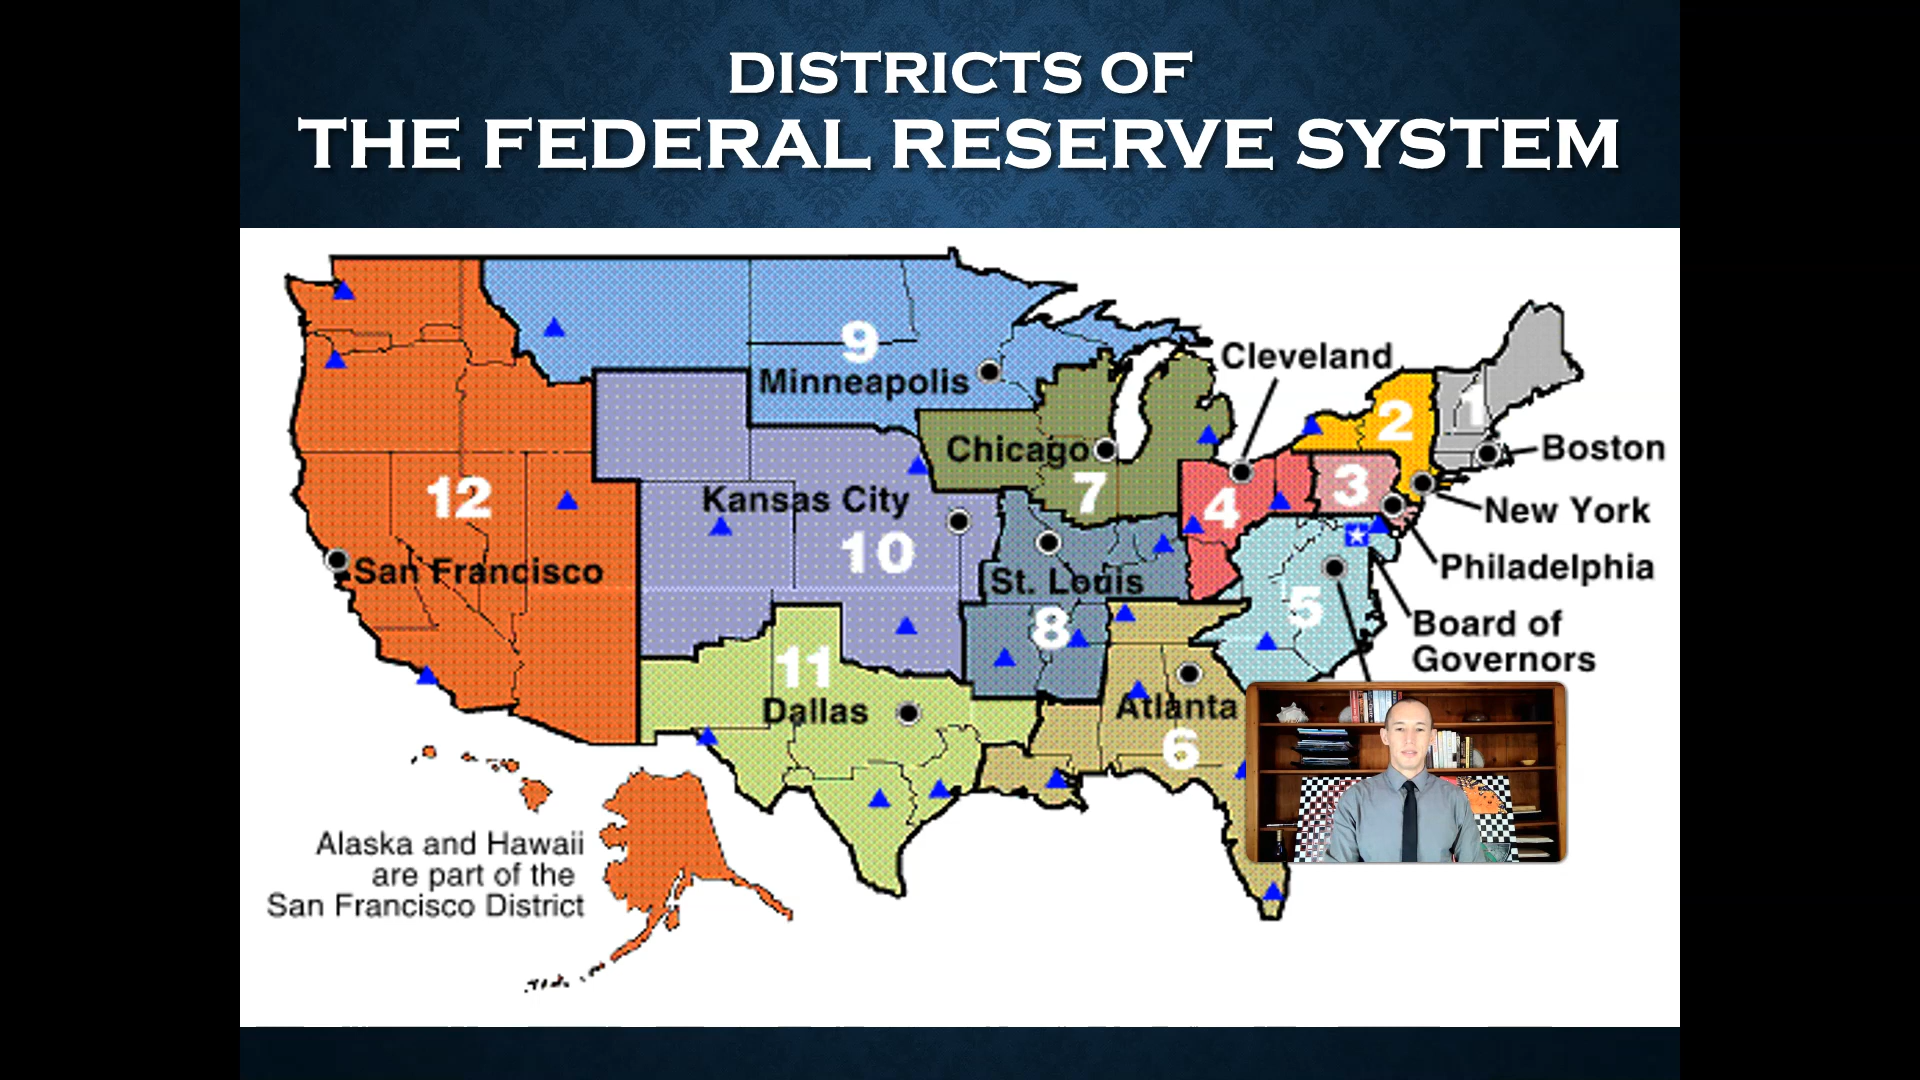 DISTRICTS OF
THE FEDERAL RESERVE SYSTEM
9
Minneapolis
Cleveland
2
1
Chicago
Boston
7
12
Kansas City
4
3
New York
10
San Francisco
St. Louis
Philadelphia
5
8
Board of
Governors
11
Dallas
Atlanta
6
Alaska and Hawaii
are part of the
San Francisco District